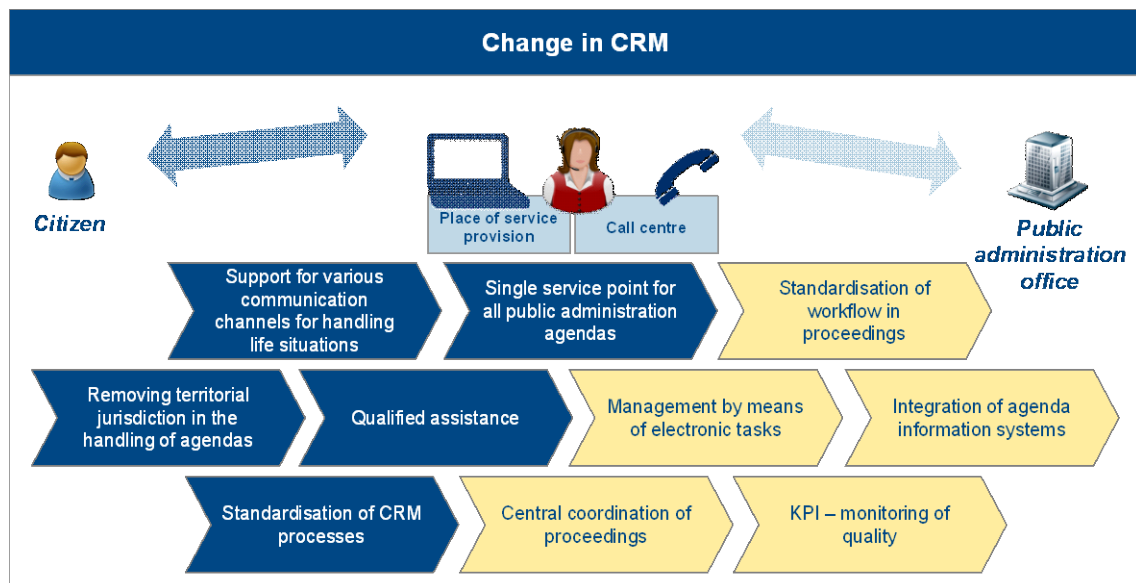 Change in CRM
Citizen
Place of service
provision
Call centre
Public
administration
office
Support for various
communication
channels for handling
life situations
Single service point for
all public administration
agendas
Standardisation of
workflow in
proceedings
Removing territorial
jurisdiction in the
handling of agendas
Qualified assistance
Management by means
of electronic tasks
Integration of agenda
information systems
Standardisation of CRM
processes
Central coordination of
proceedings
KPI – monitoring of
quality